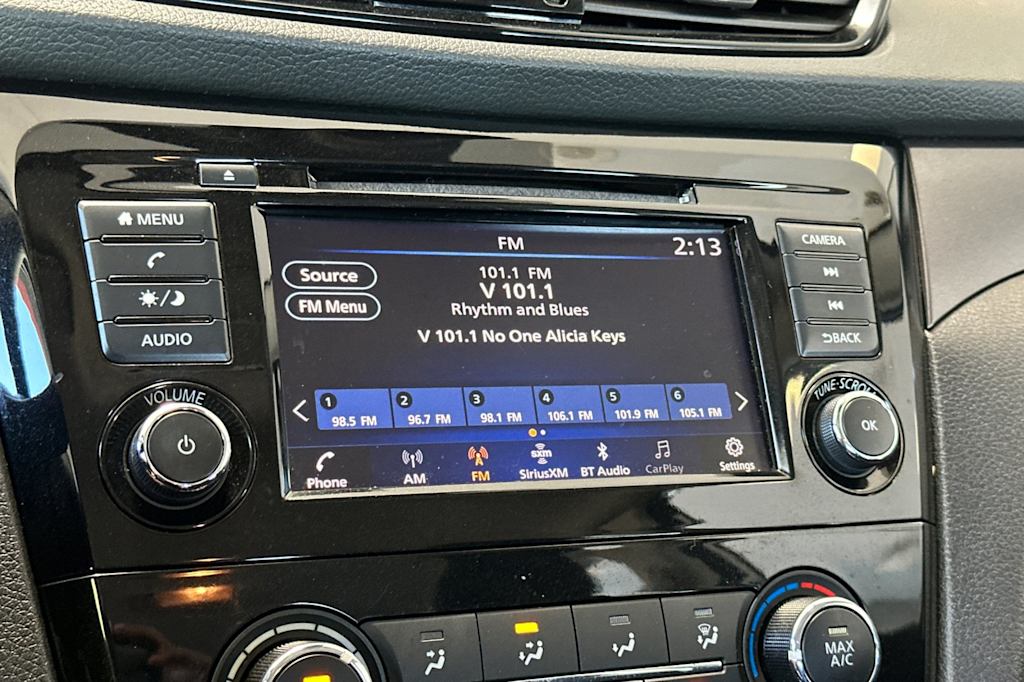 MENU
AUDIO
VOLUME
FM
2:13
Source
FM Menu
101.1 FM
V 101.1
Rhythm and Blues
V 101.1 No One Alicia Keys
1 2 3 4 5 6
98.5 FM 96.7 FM 98.1 FM 106.1 FM 101.9 FM 105.1 FM
Phone
AM
FM
sxm
SiriusXM
BT Audio
CarPlay
Settings
CAMERA
BACK
TUNE·SCROLL
OK
MAX
A/C